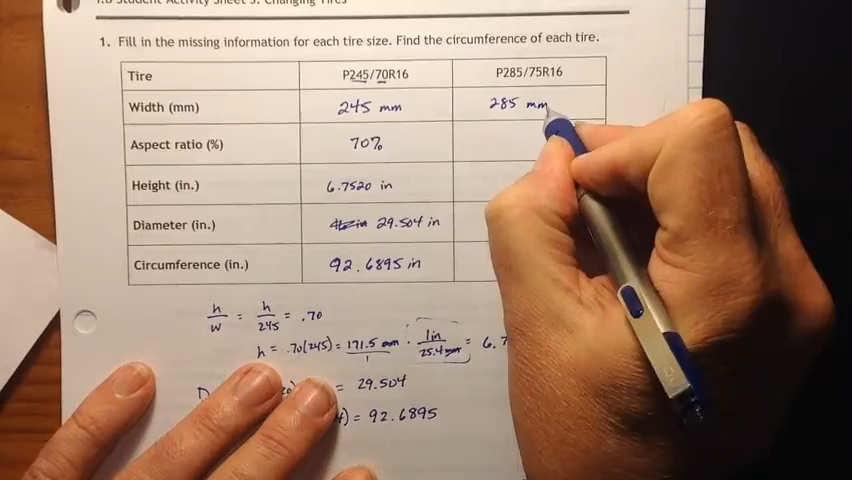 1.B Student Activity Sheet 3: Changing Tires
1. Fill in the missing information for each tire size. Find the circumference of each tire.
Tire P245/70R16 P285/75R16
Width (mm) 245 mm 285 mm
Aspect ratio (%) 70%
Height (in.) 6.7520 in
Diameter (in.) 29.504 in
Circumference (in.) 92.6895 in
h/w = h/245 = .70
h = .70(245) = 171.5 mm/1 · 1in/25.4mm = 6.7
D = 29.504
4) = 92.6895